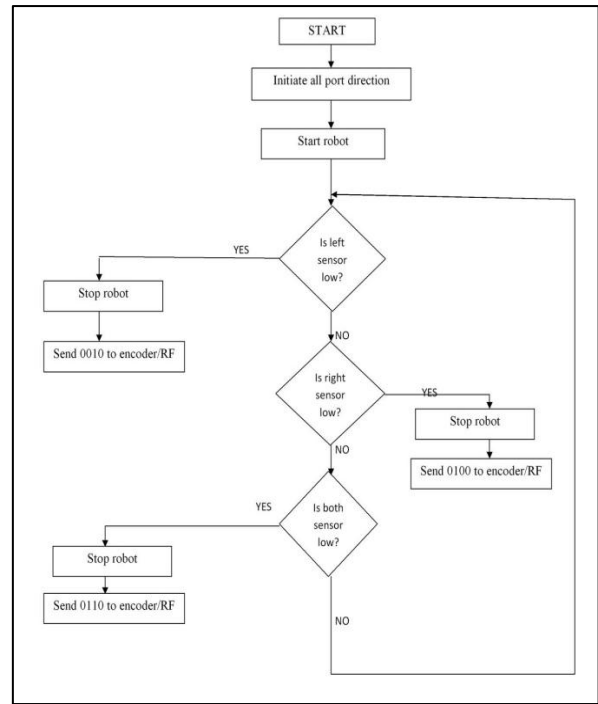 START
Initiate all port direction
Start robot
Is left
sensor
low?
YES
Stop robot
Send 0010 to encoder/RF
NO
Is right
sensor
low?
YES
Stop robot
Send 0100 to encoder/RF
NO
Is both
sensor
low?
YES
Stop robot
Send 0110 to encoder/RF
NO